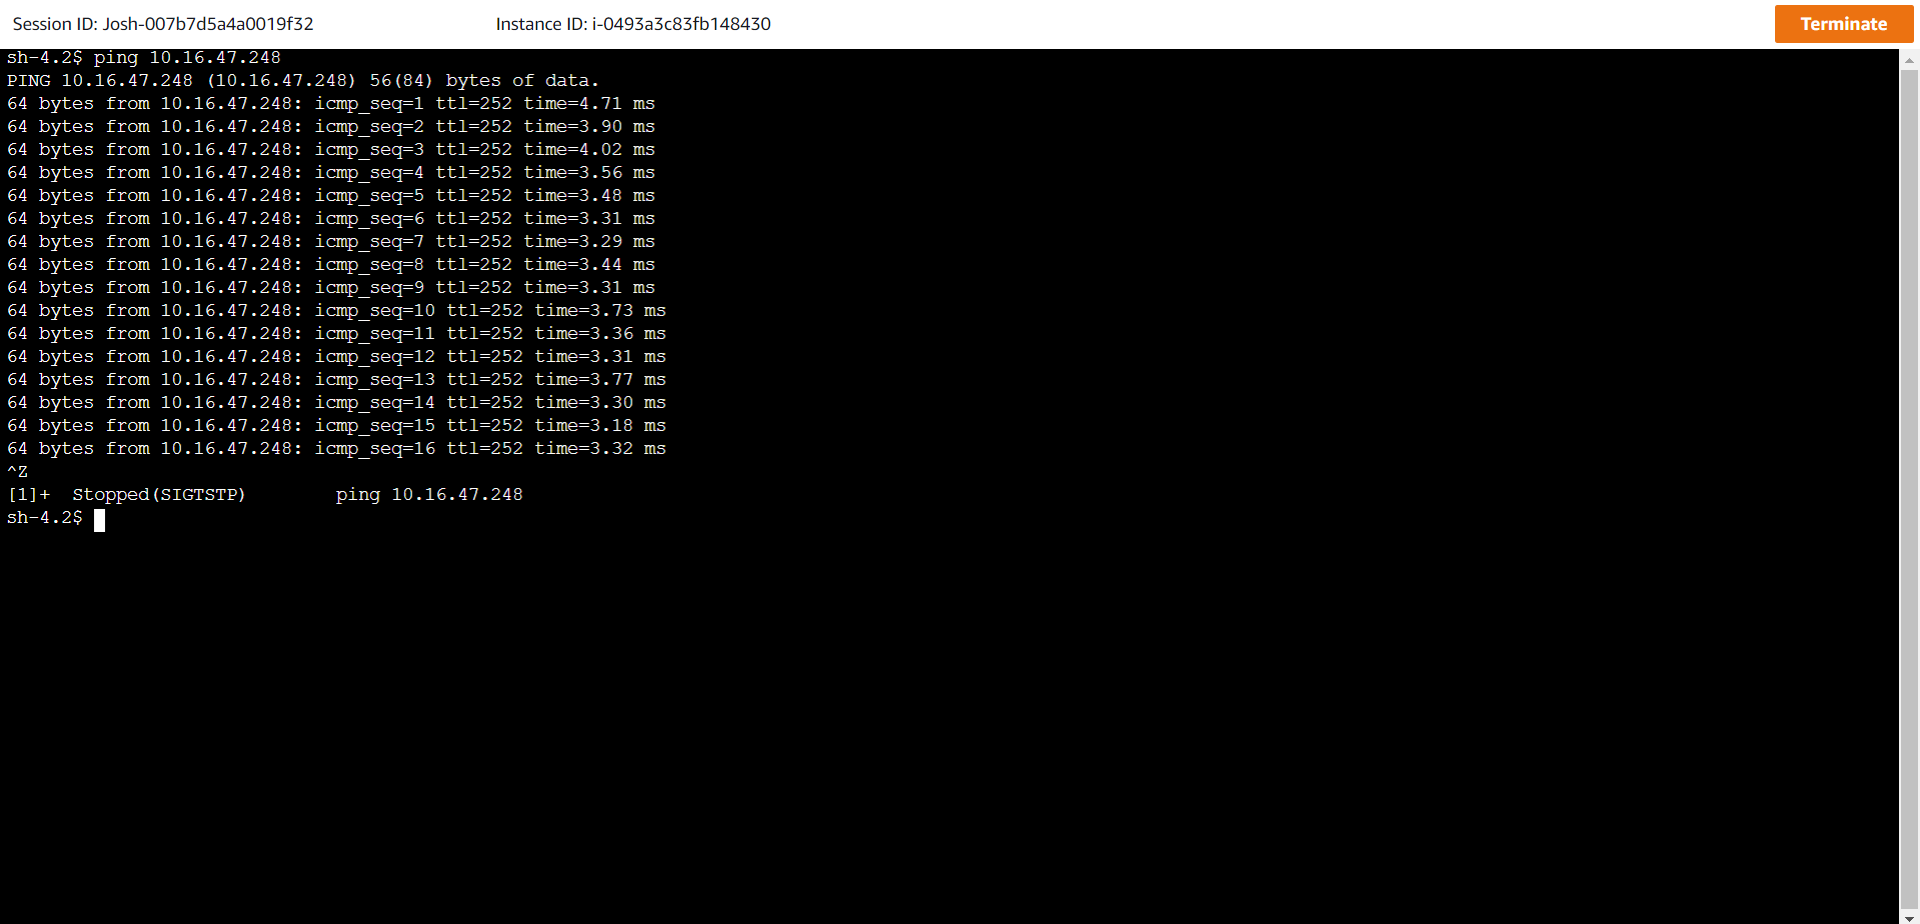 Session ID: Josh-007b7d5a4a0019f32 Instance ID: i-0493a3c83fb148430 Terminate
sh-4.2$ ping 10.16.47.248
PING 10.16.47.248 (10.16.47.248) 56(84) bytes of data.
64 bytes from 10.16.47.248: icmp_seq=1 ttl=252 time=4.71 ms
64 bytes from 10.16.47.248: icmp_seq=2 ttl=252 time=3.90 ms
64 bytes from 10.16.47.248: icmp_seq=3 ttl=252 time=4.02 ms
64 bytes from 10.16.47.248: icmp_seq=4 ttl=252 time=3.56 ms
64 bytes from 10.16.47.248: icmp_seq=5 ttl=252 time=3.48 ms
64 bytes from 10.16.47.248: icmp_seq=6 ttl=252 time=3.31 ms
64 bytes from 10.16.47.248: icmp_seq=7 ttl=252 time=3.29 ms
64 bytes from 10.16.47.248: icmp_seq=8 ttl=252 time=3.44 ms
64 bytes from 10.16.47.248: icmp_seq=9 ttl=252 time=3.31 ms
64 bytes from 10.16.47.248: icmp_seq=10 ttl=252 time=3.73 ms
64 bytes from 10.16.47.248: icmp_seq=11 ttl=252 time=3.36 ms
64 bytes from 10.16.47.248: icmp_seq=12 ttl=252 time=3.31 ms
64 bytes from 10.16.47.248: icmp_seq=13 ttl=252 time=3.77 ms
64 bytes from 10.16.47.248: icmp_seq=14 ttl=252 time=3.30 ms
64 bytes from 10.16.47.248: icmp_seq=15 ttl=252 time=3.18 ms
64 bytes from 10.16.47.248: icmp_seq=16 ttl=252 time=3.32 ms
^Z
[1]+  Stopped(SIGTSTP)        ping 10.16.47.248
sh-4.2$